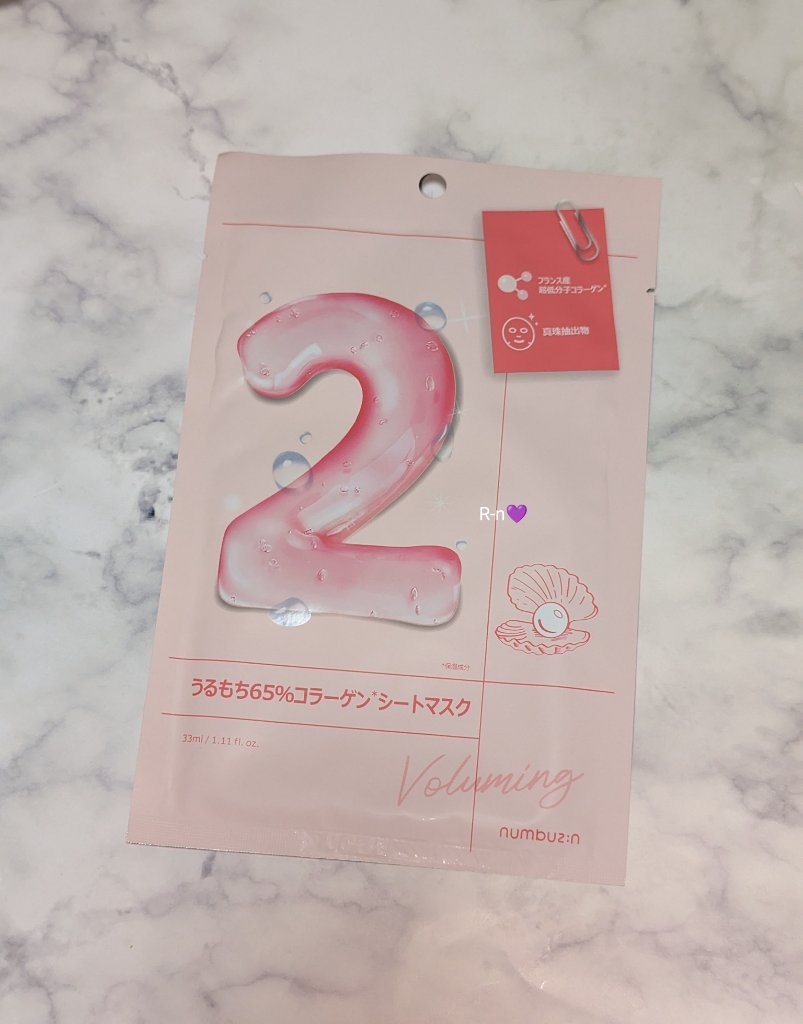 フランス産
超低分子コラーゲン*
真珠抽出物
2
R-n💜
*保湿成分
うるもち65%コラーゲン*シートマスク
33ml / 1.11 fl. oz.
Voluming
numbuz:n